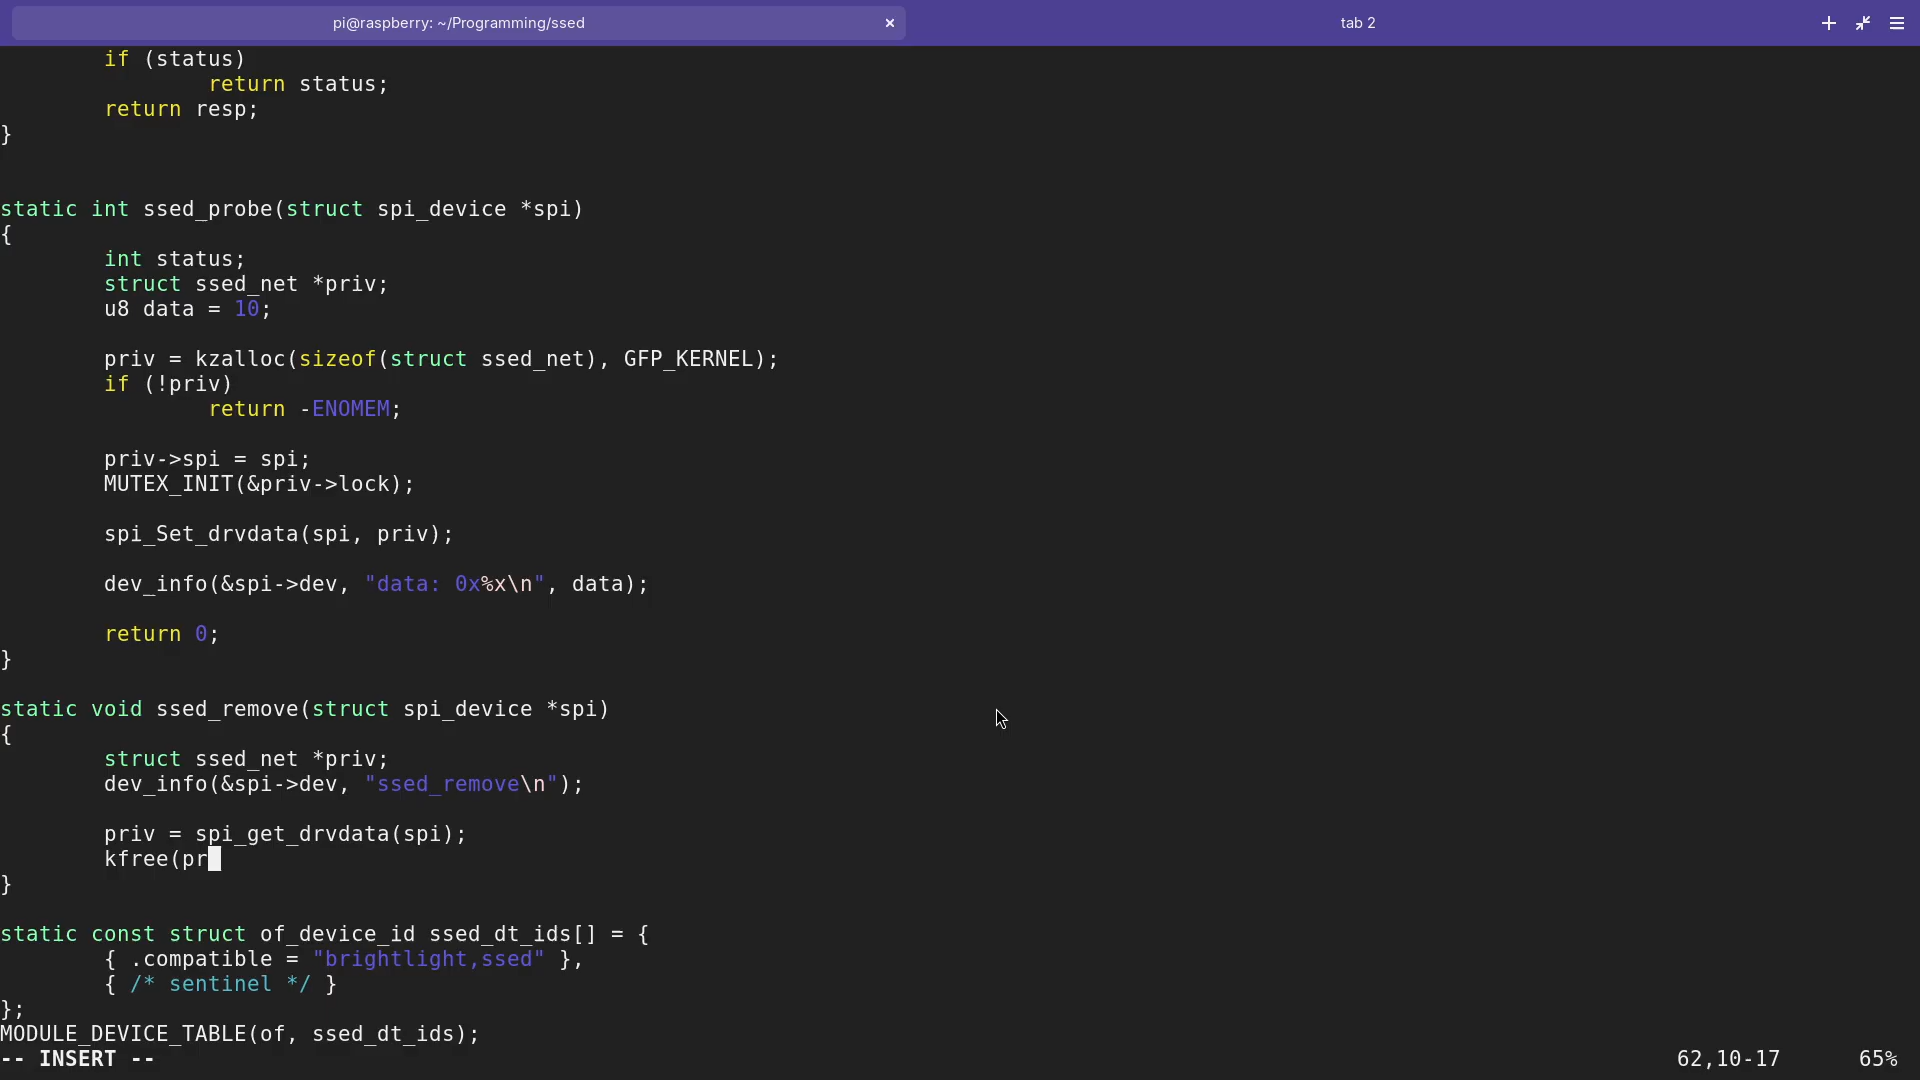 pi@raspberry: ~/Programming/ssed × tab 2
        if (status)
                return status;
        return resp;
}
static int ssed_probe(struct spi_device *spi)
{
        int status;
        struct ssed_net *priv;
        u8 data = 10;
        priv = kzalloc(sizeof(struct ssed_net), GFP_KERNEL);
        if (!priv)
                return -ENOMEM;
        priv->spi = spi;
        MUTEX_INIT(&priv->lock);
        spi_Set_drvdata(spi, priv);
        dev_info(&spi->dev, "data: 0x%x\n", data);
        return 0;
}
static void ssed_remove(struct spi_device *spi)
{
        struct ssed_net *priv;
        dev_info(&spi->dev, "ssed_remove\n");
        priv = spi_get_drvdata(spi);
        kfree(pr
}
static const struct of_device_id ssed_dt_ids[] = {
        { .compatible = "brightlight,ssed" },
        { /* sentinel */ }
};
MODULE_DEVICE_TABLE(of, ssed_dt_ids);
-- INSERT -- 62,10-17 65%